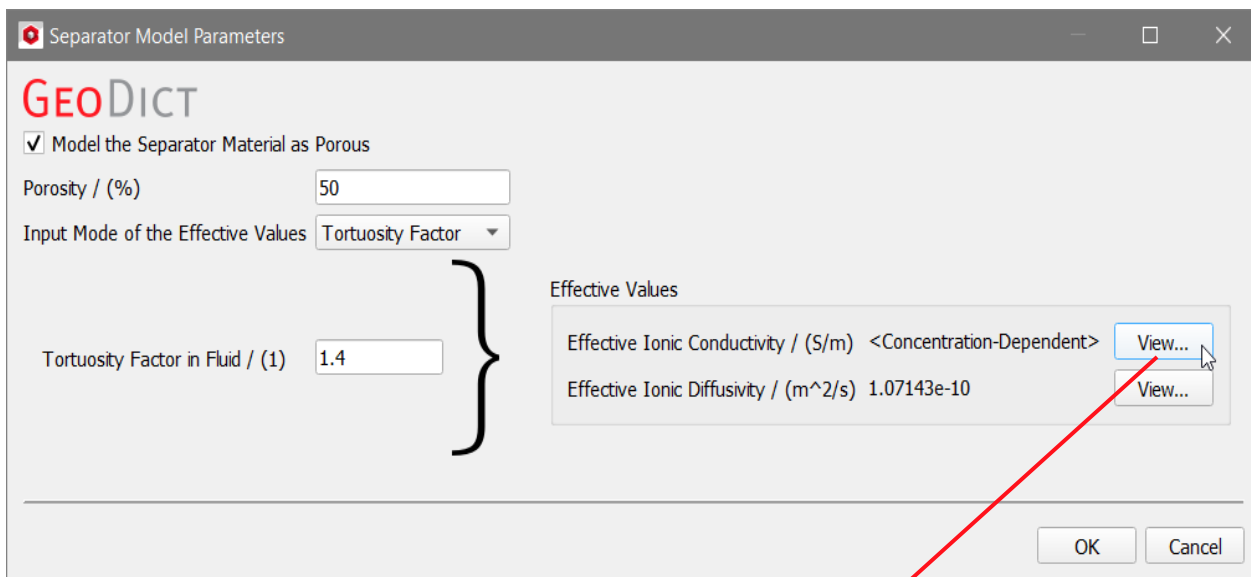 Separator Model Parameters
GEODICT
Model the Separator Material as Porous
Porosity / (%) 50
Input Mode of the Effective Values Tortuosity Factor
Tortuosity Factor in Fluid / (1) 1.4
Effective Values
Effective Ionic Conductivity / (S/m) <Concentration-Dependent> View...
Effective Ionic Diffusivity / (m^2/s) 1.07143e-10 View...
OK Cancel